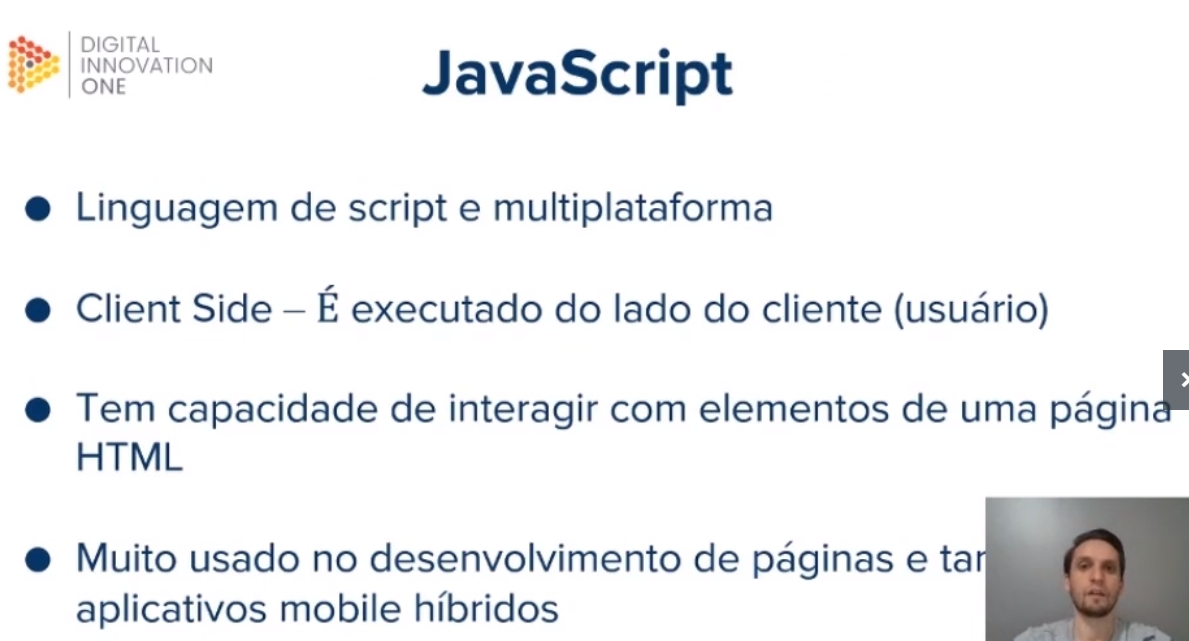 DIGITAL
INNOVATION
ONE
JavaScript
Linguagem de script e multiplataforma
Client Side – É executado do lado do cliente (usuário)
Tem capacidade de interagir com elementos de uma página
HTML
Muito usado no desenvolvimento de páginas e
aplicativos mobile híbridos